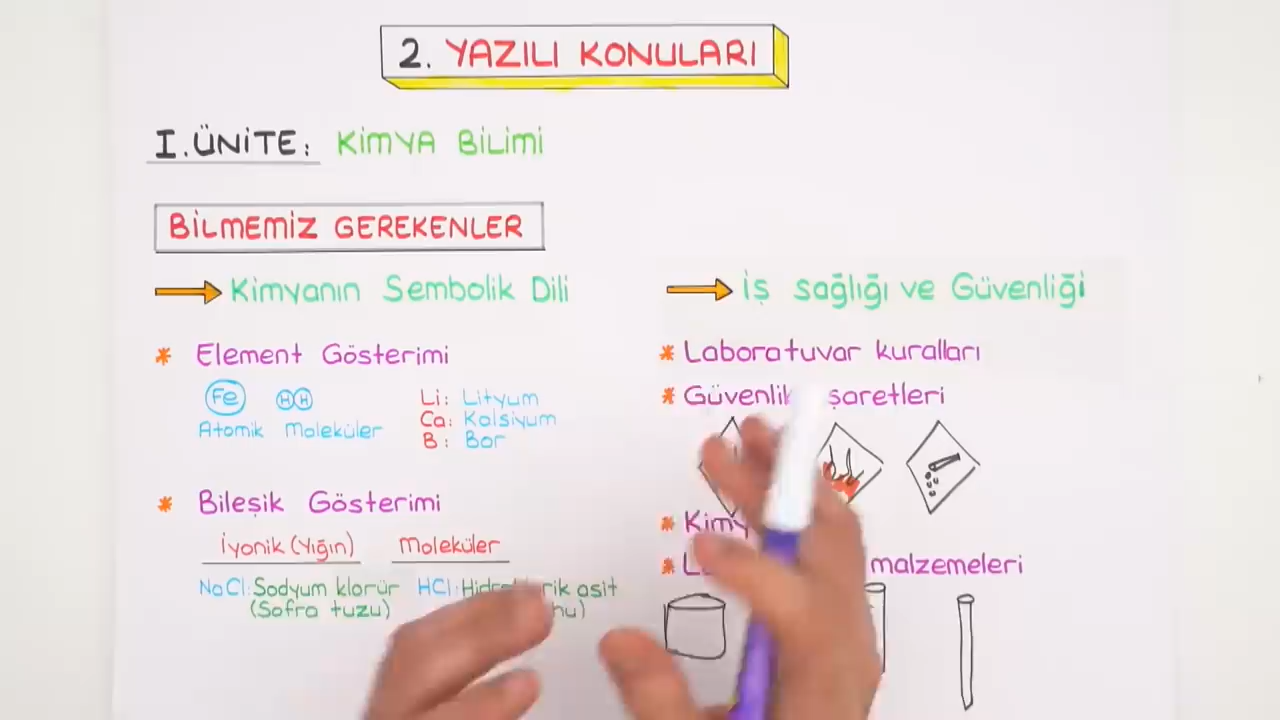 2. YAZILI KONULARI
I. ÜNİTE: KİMYA BİLİMİ
BİLMEMİZ GEREKENLER
Kimyanın Sembolik Dili
* Element Gösterimi
Fe H H
Atomik Moleküler
Li: Lityum
Ca: Kalsiyum
B: Bor
* Bileşik Gösterimi
İyonik (Yığın) Moleküler
NaCl: Sodyum klorür
(Sofra tuzu)
HCl: asit
İş sağlığı ve Güvenliği
* Laboratuvar kuralları
* Güvenlik
* 
* malzemeleri